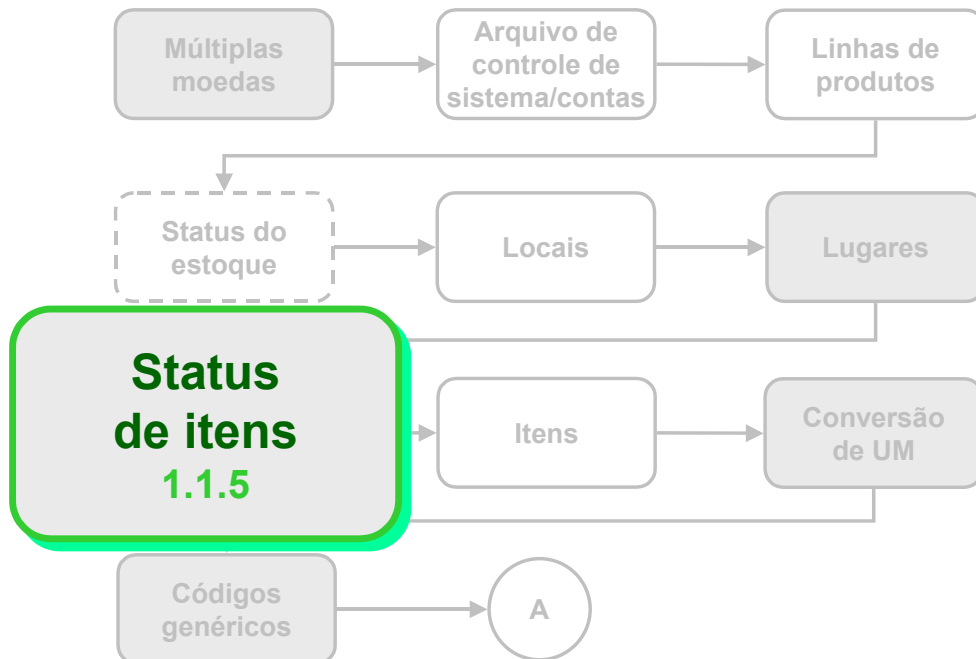 Múltiplas
moedas
Arquivo de
controle de
sistema/contas
Linhas de
produtos
Status do
estoque
Locais
Lugares
Status
de itens
1.1.5
Itens
Conversão
de UM
Códigos
genéricos
A